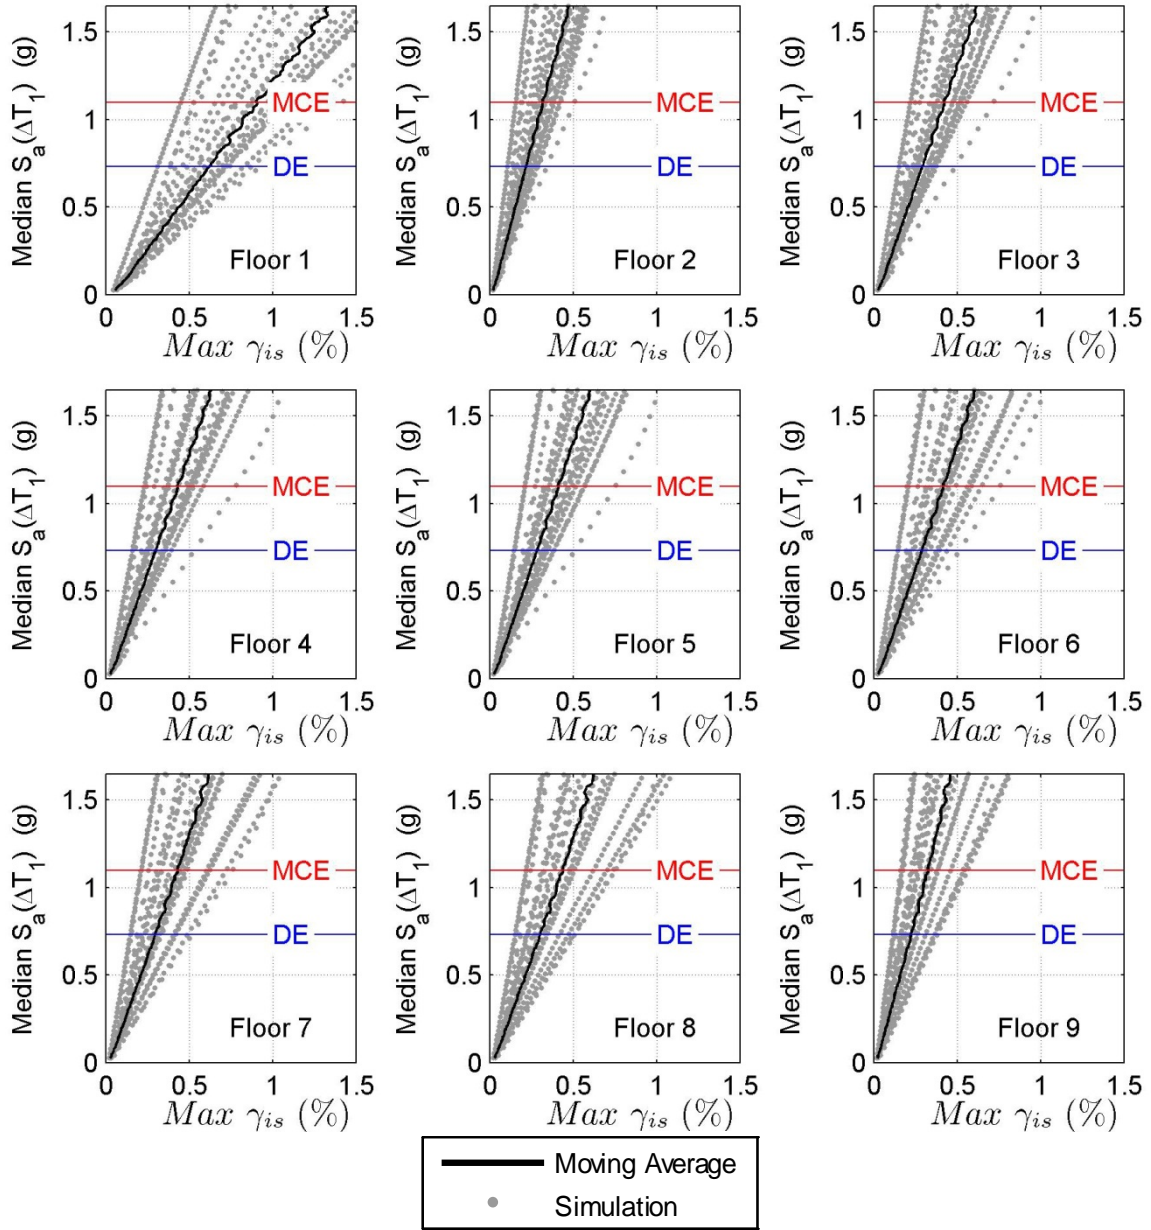 Median S_a(ΔT_1) (g)
1.5
1
0.5
0
MCE
DE
Floor 1
0 0.5 1 1.5
Max γ_is (%)
Median S_a(ΔT_1) (g)
1.5
1
0.5
0
MCE
DE
Floor 2
0 0.5 1 1.5
Max γ_is (%)
Median S_a(ΔT_1) (g)
1.5
1
0.5
0
MCE
DE
Floor 3
0 0.5 1 1.5
Max γ_is (%)
Median S_a(ΔT_1) (g)
1.5
1
0.5
0
MCE
DE
Floor 4
0 0.5 1 1.5
Max γ_is (%)
Median S_a(ΔT_1) (g)
1.5
1
0.5
0
MCE
DE
Floor 5
0 0.5 1 1.5
Max γ_is (%)
Median S_a(ΔT_1) (g)
1.5
1
0.5
0
MCE
DE
Floor 6
0 0.5 1 1.5
Max γ_is (%)
Median S_a(ΔT_1) (g)
1.5
1
0.5
0
MCE
DE
Floor 7
0 0.5 1 1.5
Max γ_is (%)
Median S_a(ΔT_1) (g)
1.5
1
0.5
0
MCE
DE
Floor 8
0 0.5 1 1.5
Max γ_is (%)
Median S_a(ΔT_1) (g)
1.5
1
0.5
0
MCE
DE
Floor 9
0 0.5 1 1.5
Max γ_is (%)
Moving Average
Simulation